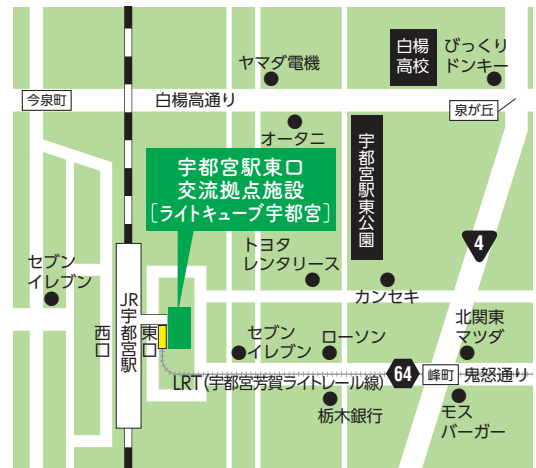 白楊
高校
びっくり
ドンキー
ヤマダ電機
今泉町
白楊高通り
泉が丘
オータニ
宇都宮駅東公園
宇都宮駅東口
交流拠点施設
[ライトキューブ宇都宮]
4
トヨタ
レンタリース
セブン
イレブン
カンセキ
JR宇都宮駅
西口
東口
セブン
イレブン
ローソン
北関東
マツダ
LRT(宇都宮芳賀ライトレール線)
64
峰町
鬼怒通り
栃木銀行
モス
バーガー